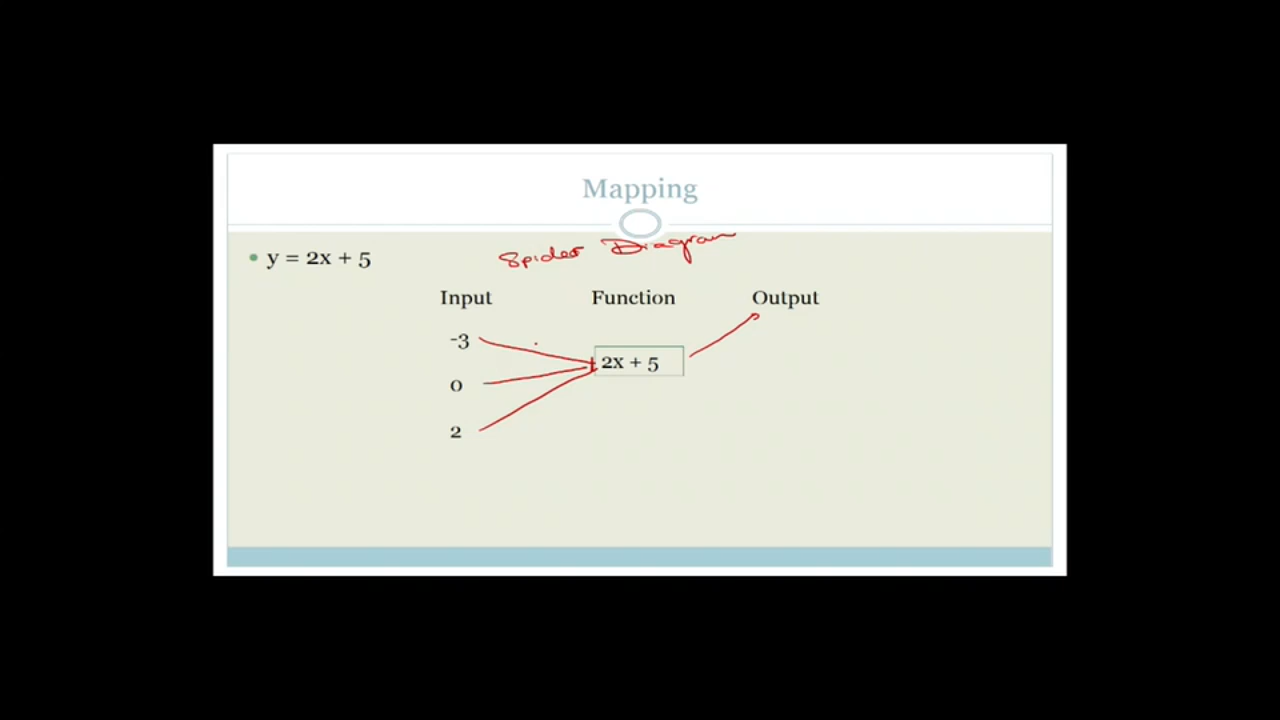 Mapping
• y = 2x + 5
Spider Diagram
Input Function Output
-3
2x + 5
0
2